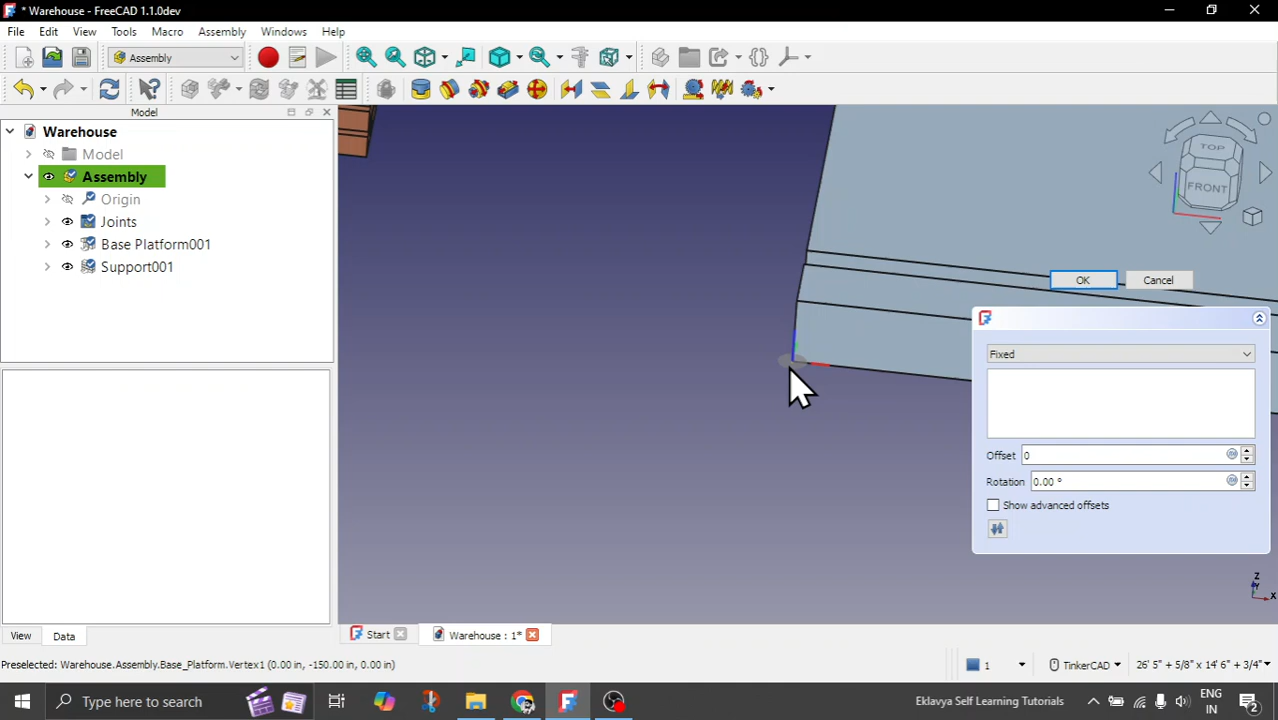 * Warehouse - FreeCAD 1.1.0dev
File Edit View Tools Macro Assembly Windows Help
Assembly
Model
Warehouse
Model
Assembly
Origin
Joints
Base Platform001
Support001
TOP
FRONT
OK Cancel
Fixed
Offset 0
Rotation 0.00 °
Show advanced offsets
Z
Y
X
View Data
Start Warehouse : 1*
Preselected: Warehouse.Assembly.Base_Platform.Vertex1 (0.00 in, -150.00 in, 0.00 in)
1 TinkerCAD 26' 5" + 5/8" x 14' 6" + 3/4"
Type here to search
Eklavya Self Learning Tutorials
ENG
IN
2